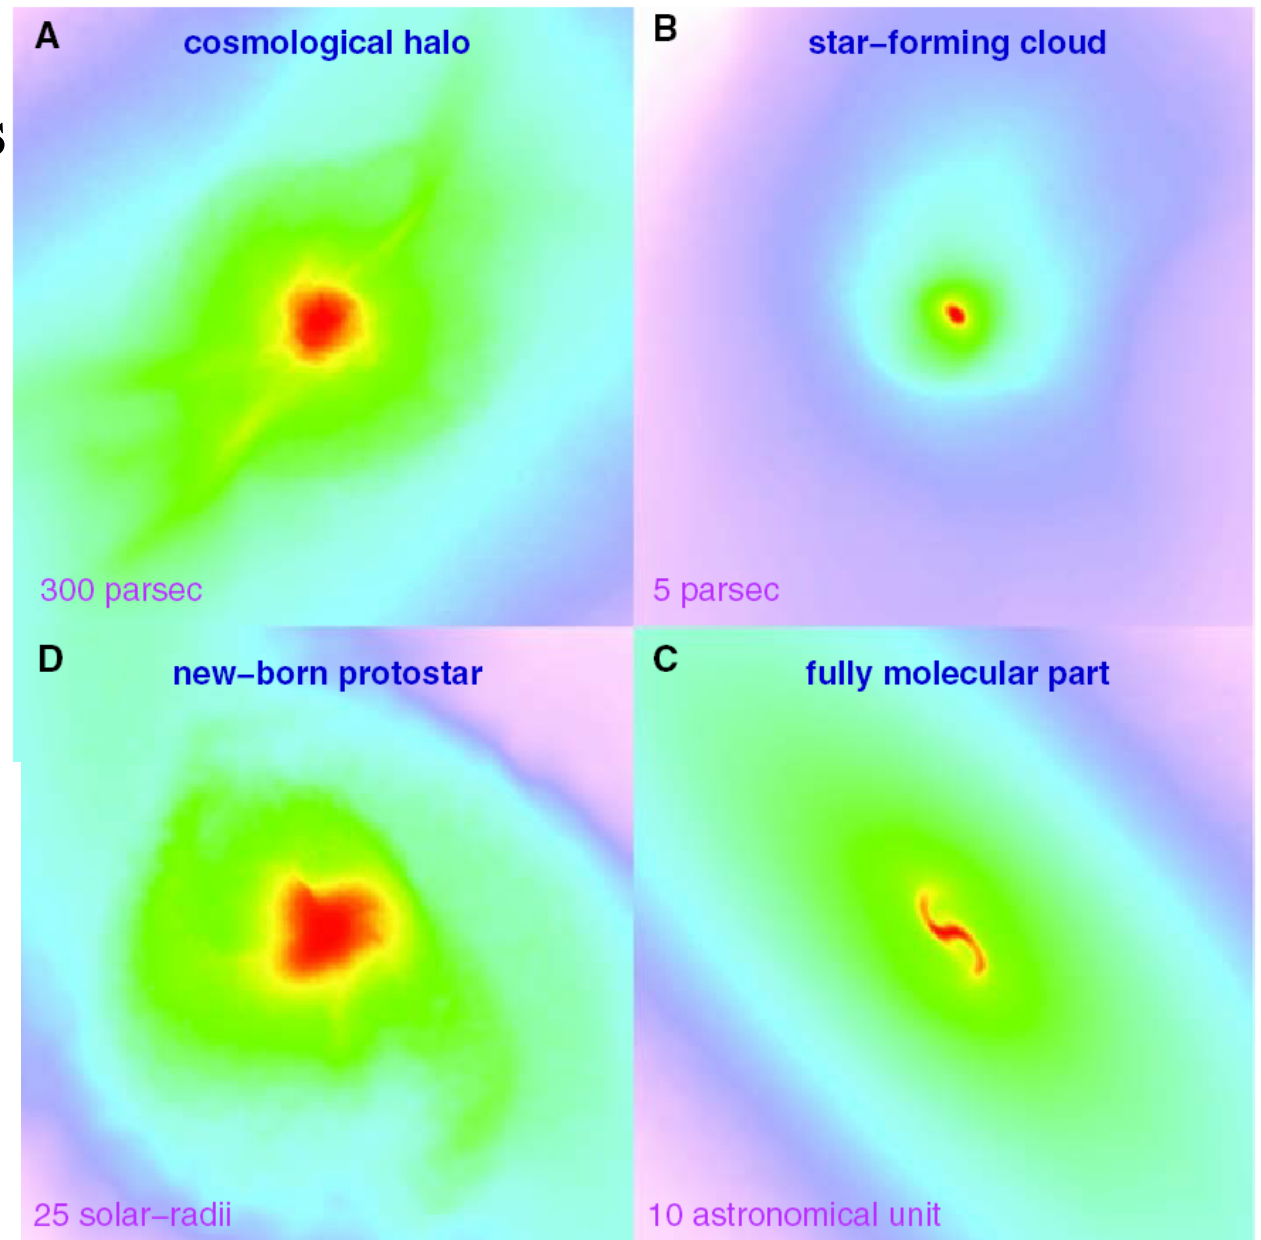 s
A cosmological halo
B star−forming cloud
300 parsec
5 parsec
D new−born protostar
C fully molecular part
25 solar−radii
10 astronomical unit